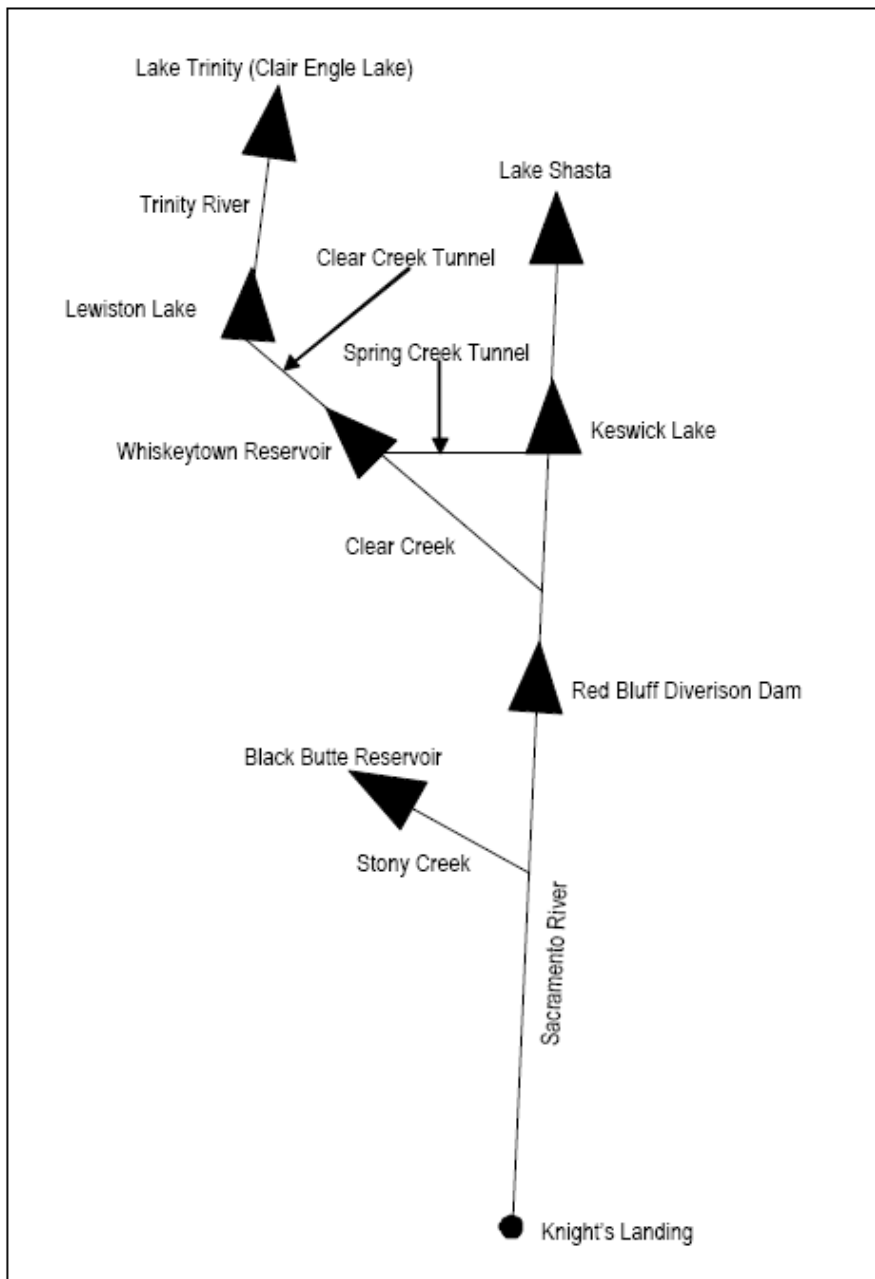 Lake Trinity (Clair Engle Lake)
Lake Shasta
Trinity River
Clear Creek Tunnel
Lewiston Lake
Spring Creek Tunnel
Keswick Lake
Whiskeytown Reservoir
Clear Creek
Red Bluff Diverison Dam
Black Butte Reservoir
Stony Creek
Sacramento River
Knight's Landing